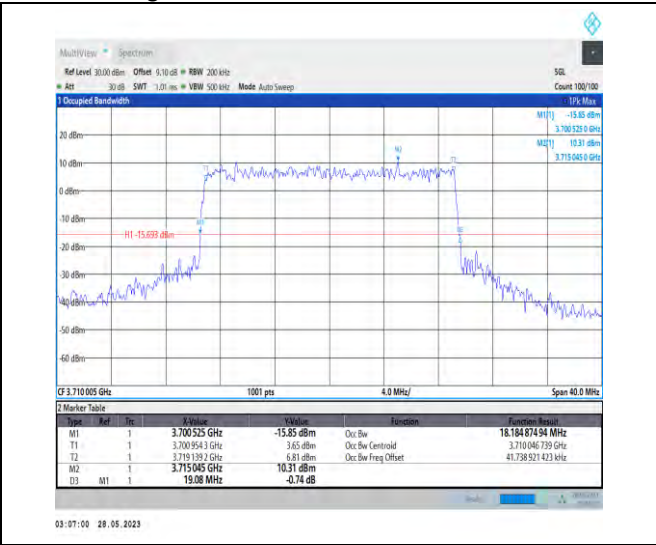 MultiView Spectrum
Ref Level 30.00 dBm Offset 9.10 dB RBW 200 kHz SGL
Att 30 dB SWT 1.01 ms VBW 500 kHz Mode Auto Sweep Count 100/100
1 Occupied Bandwidth 1Pk Max
M1[1] -15.85 dBm
3.700 525 0 GHz
20 dBm M2[1] 10.31 dBm
3.715 045 0 GHz
M2
10 dBm
T1 T2
0 dBm
-10 dBm
M1
H1 -15.693 dBm
-20 dBm
-30 dBm
-40 dBm
-50 dBm
-60 dBm
CF 3.710 005 GHz 1001 pts 4.0 MHz/ Span 40.0 MHz
2 Marker Table
Type Ref Trc X-Value Y-Value Function Function Result
M1 1 3.700 525 GHz -15.85 dBm Occ Bw 18.184 874 94 MHz
T1 1 3.700 954 3 GHz 3.65 dBm Occ Bw Centroid 3.710 046 739 GHz
T2 1 3.719 139 2 GHz 6.81 dBm Occ Bw Freq Offset 41.738 921 423 kHz
M2 1 3.715 045 GHz 10.31 dBm
D3 M1 1 19.08 MHz -0.74 dB
03:07:00 28.05.2023